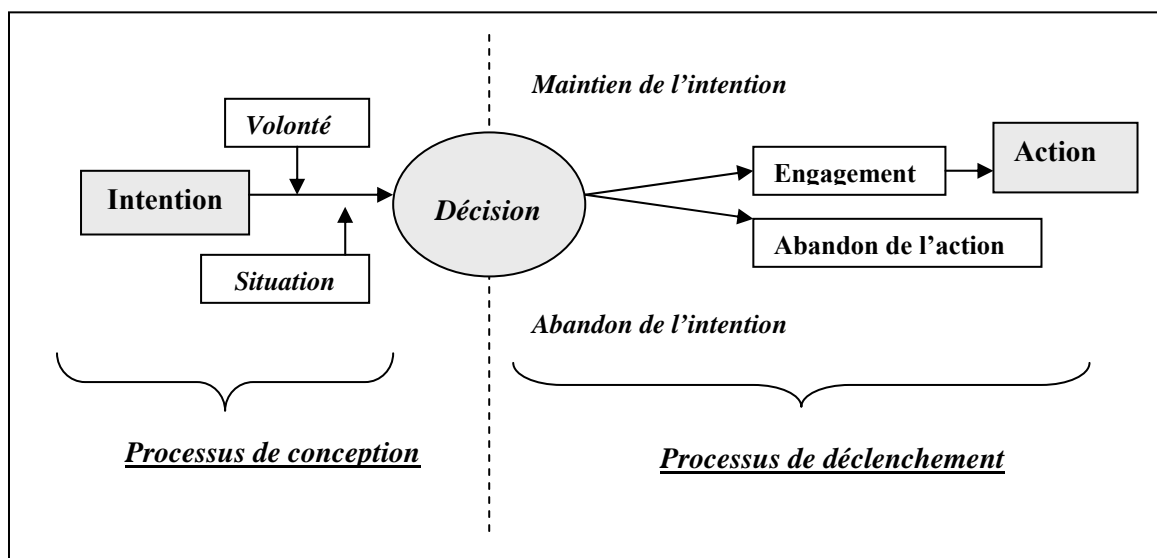 Maintien de l’intention
Volonté
Action
Engagement
Intention
Décision
Abandon de l’action
Situation
Abandon de l’intention
Processus de conception
Processus de déclenchement